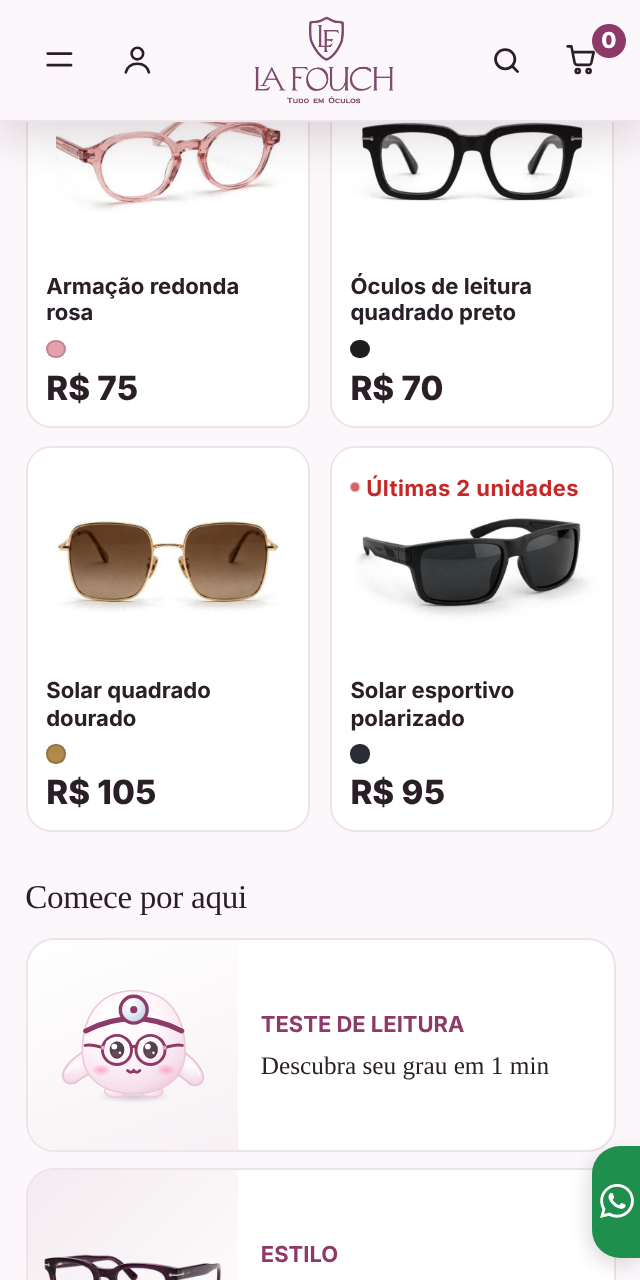 LF
LA FOUCH
Tudo em Óculos
0
Armação redonda
rosa
R$ 75
Óculos de leitura
quadrado preto
R$ 70
Solar quadrado
dourado
R$ 105
Últimas 2 unidades
Solar esportivo
polarizado
R$ 95
Comece por aqui
TESTE DE LEITURA
Descubra seu grau em 1 min
ESTILO